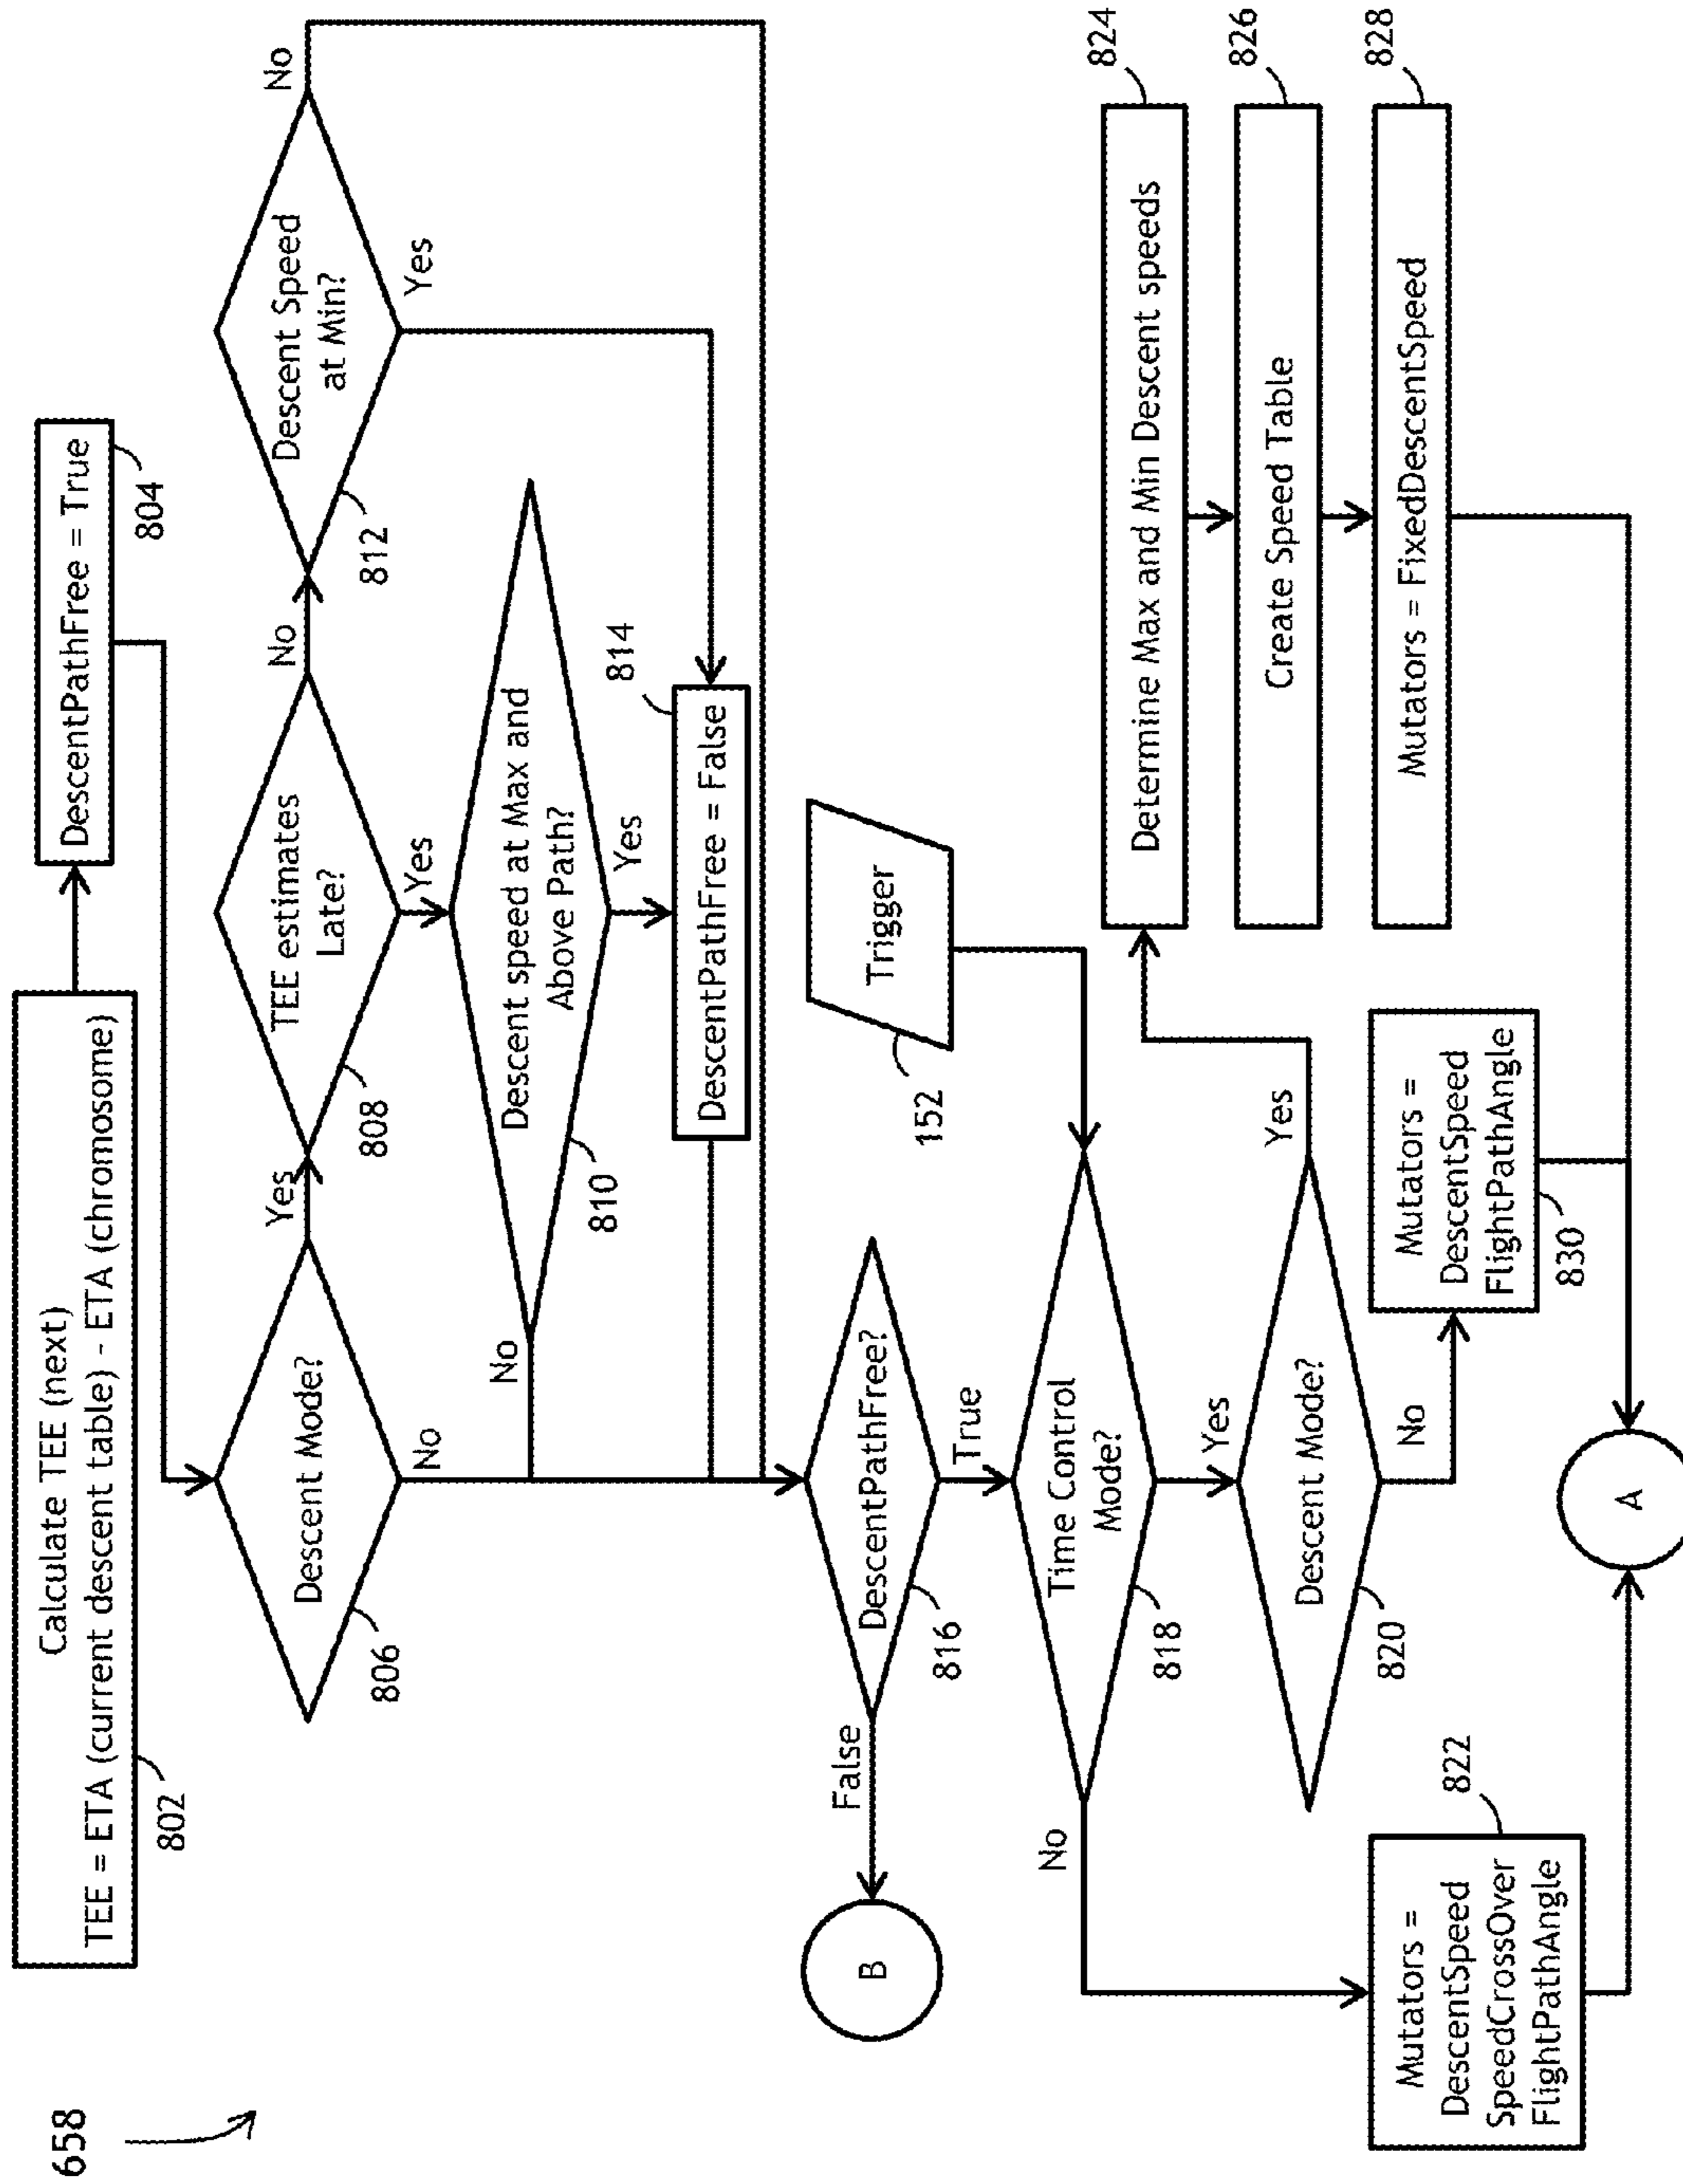 658
Calculate TEE (next)
TEE = ETA (current descent table) - ETA (chromosome)
802
DescentPathFree = True
804
Descent Mode?
806
Yes
No
TEE estimates
Late?
808
No
Yes
Descent Speed
at Min?
812
No
Yes
Descent speed at Max and
Above Path?
810
No
Yes
DescentPathFree = False
814
DescentPathFree?
816
False
True
B
Trigger
152
Time Control
Mode?
818
No
Yes
Descent Mode?
820
Yes
No
Mutators =
DescentSpeed
SpeedCrossOver
FlightPathAngle
822
Determine Max and Min Descent speeds
824
Create Speed Table
826
Mutators = FixedDescentSpeed
828
Mutators =
DescentSpeed
FlightPathAngle
830
A